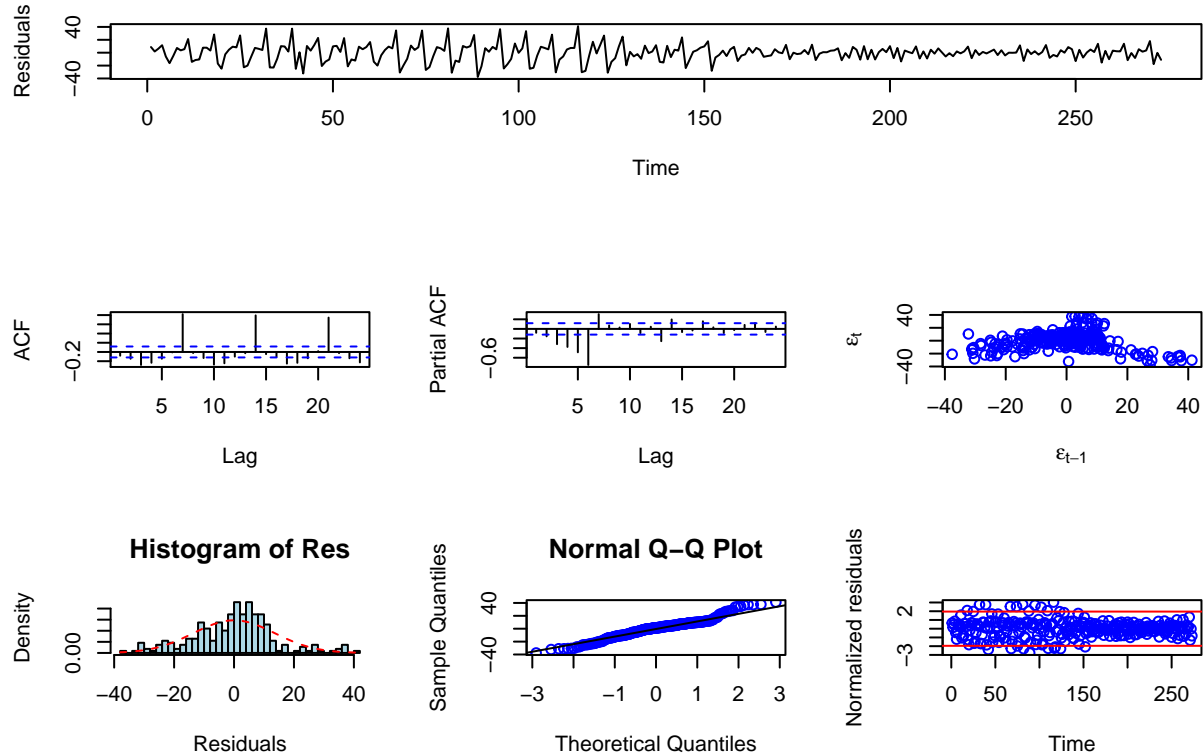 Residuals
−40 40
0 50 100 150 200 250
Time
ACF
−0.2
5 10 15 20
Lag
Partial ACF
−0.6
5 10 15 20
Lag
εt
−40 40
−40 −20 0 20 40
εt−1
Histogram of Res
Density
0.00
−40 −20 0 20 40
Residuals
Normal Q−Q Plot
Sample Quantiles
−40 40
−3 −2 −1 0 1 2 3
Theoretical Quantiles
Normalized residuals
−3 2
0 50 100 150 200 250
Time